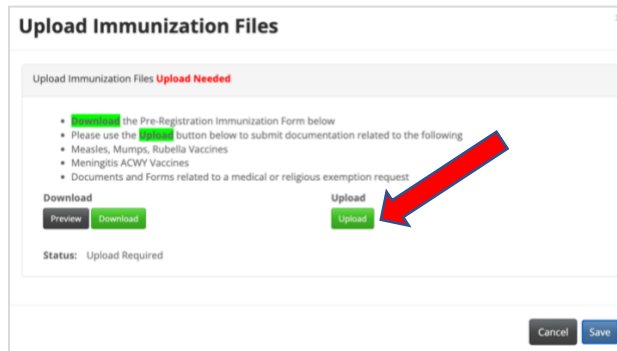 Upload Immunization Files
Upload Immunization Files Upload Needed
• Download the Pre-Registration Immunization Form below
• Please use the Upload button below to submit documentation related to the following
• Measles, Mumps, Rubella Vaccines
• Meningitis ACWY Vaccines
• Documents and Forms related to a medical or religious exemption request
Download Upload
Preview Download Upload
Status: Upload Required
Cancel Save